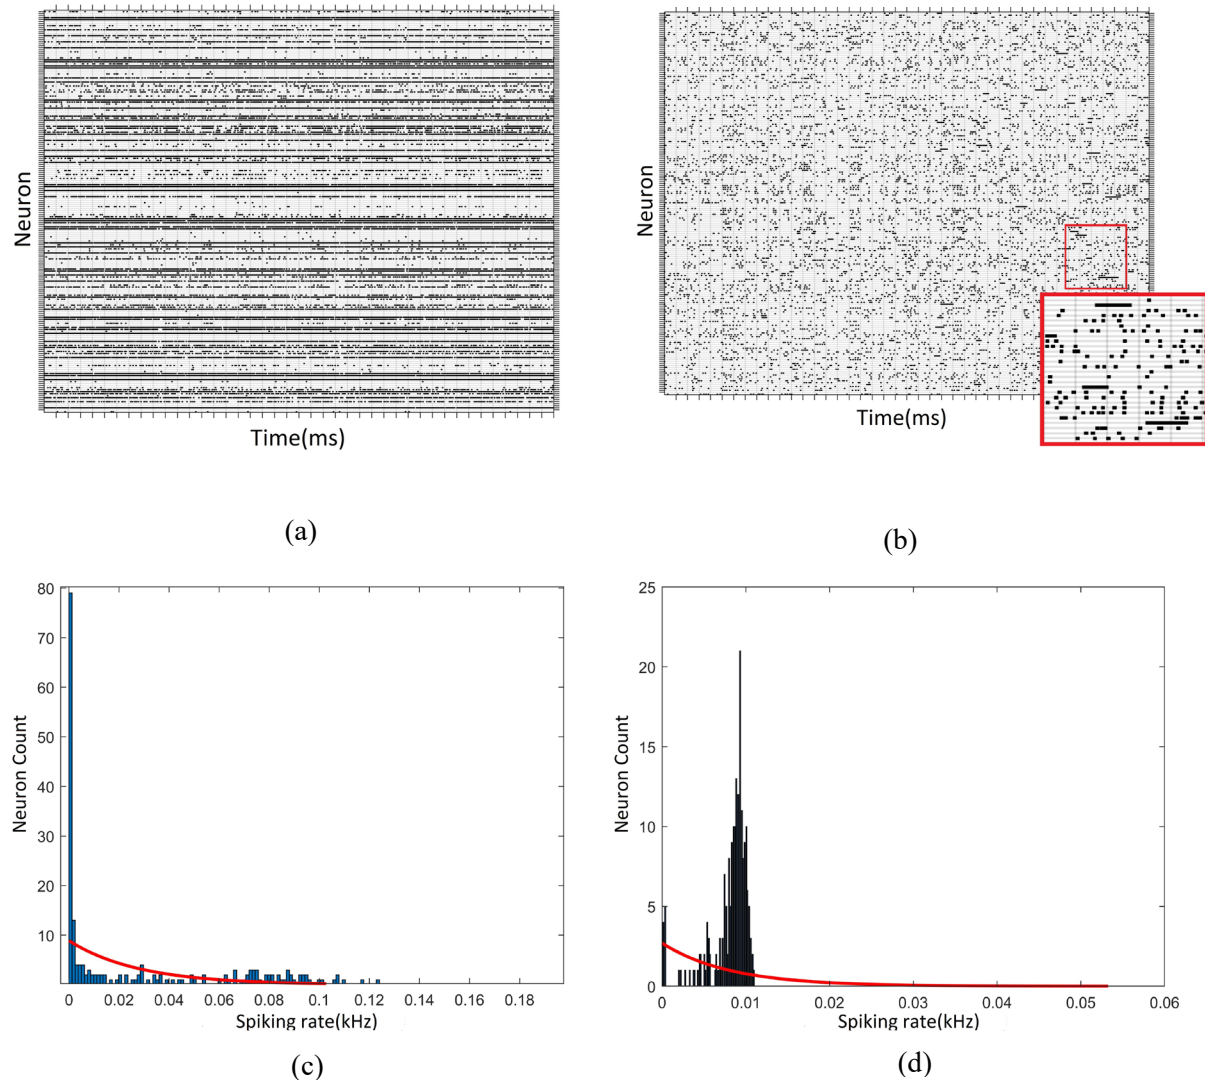 Neuron
Time(ms)
(a)
Neuron
Time(ms)
(b)
80
70
60
50
40
30
20
10
0 0.02 0.04 0.06 0.08 0.1 0.12 0.14 0.16 0.18
Neuron Count
Spiking rate(kHz)
(c)
25
20
15
10
5
0
0 0.01 0.02 0.03 0.04 0.05 0.06
Neuron Count
Spiking rate(kHz)
(d)